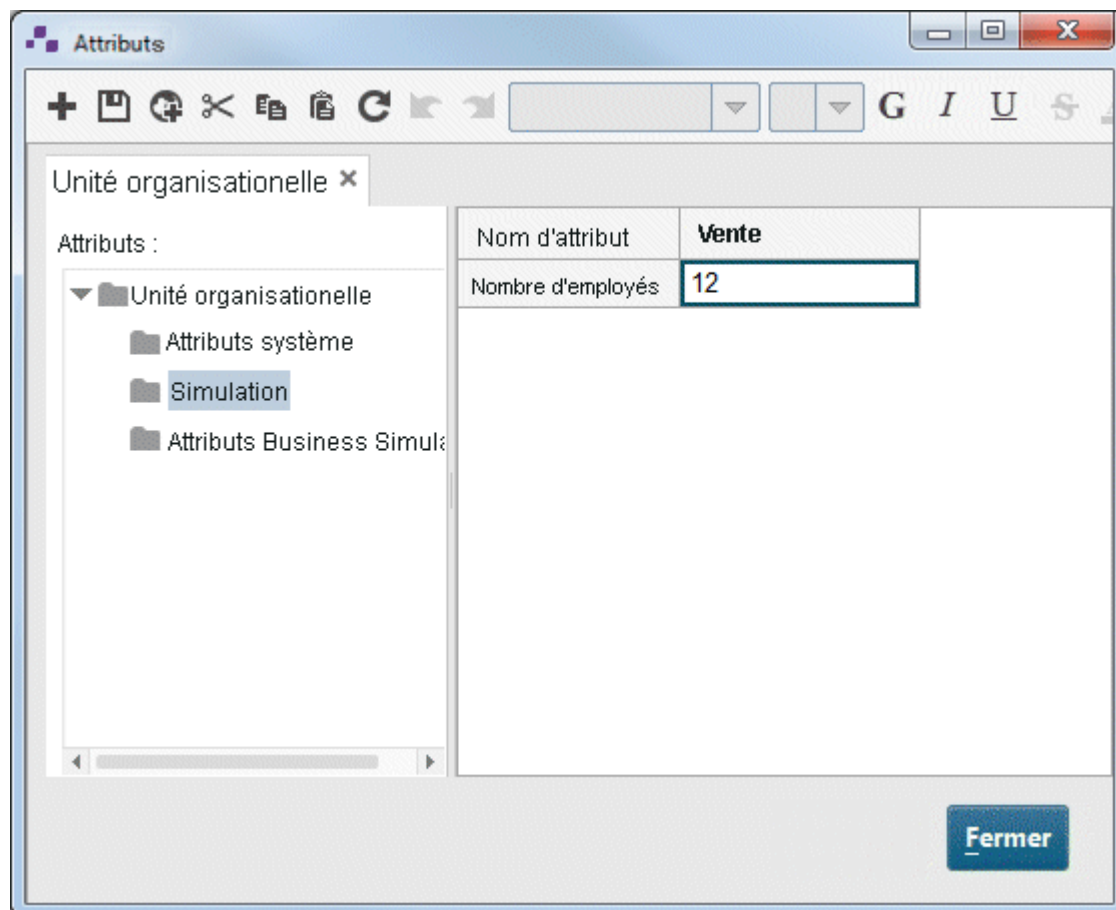 Attributs
G I U S
Unité organisationelle
Attributs :
Unité organisationelle
Attributs système
Simulation
Attributs Business Simula
Nom d'attribut Vente
Nombre d'employés 12
Fermer